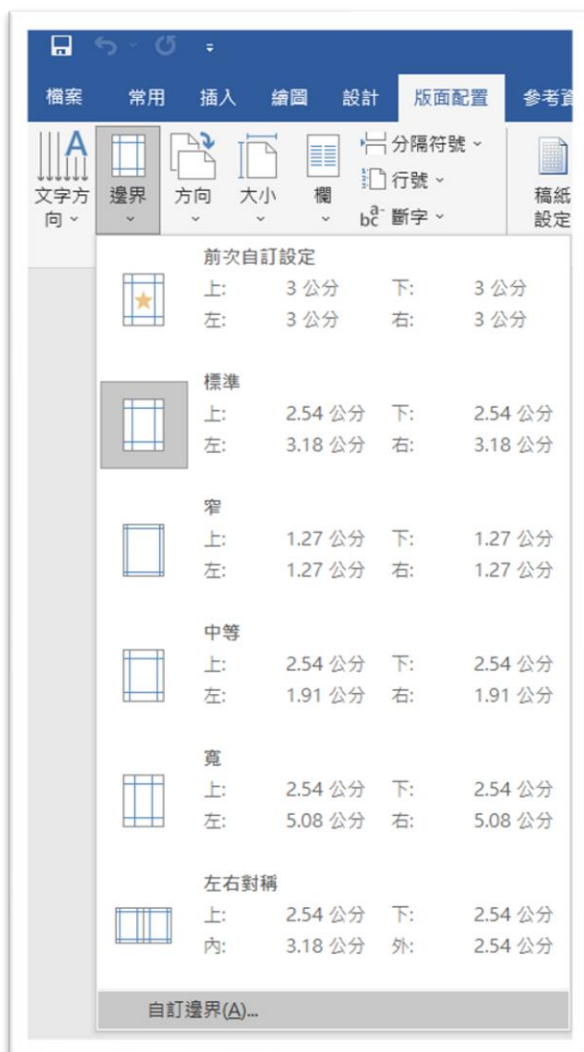 檔案 常用 插入 繪圖 設計 版面配置 參考資
文字方向 邊界 方向 大小 欄 分隔符號 行號 斷字 稿紙設定
前次自訂設定
上: 3 公分 下: 3 公分
左: 3 公分 右: 3 公分
標準
上: 2.54 公分 下: 2.54 公分
左: 3.18 公分 右: 3.18 公分
窄
上: 1.27 公分 下: 1.27 公分
左: 1.27 公分 右: 1.27 公分
中等
上: 2.54 公分 下: 2.54 公分
左: 1.91 公分 右: 1.91 公分
寬
上: 2.54 公分 下: 2.54 公分
左: 5.08 公分 右: 5.08 公分
左右對稱
上: 2.54 公分 下: 2.54 公分
內: 3.18 公分 外: 2.54 公分
自訂邊界(A)...